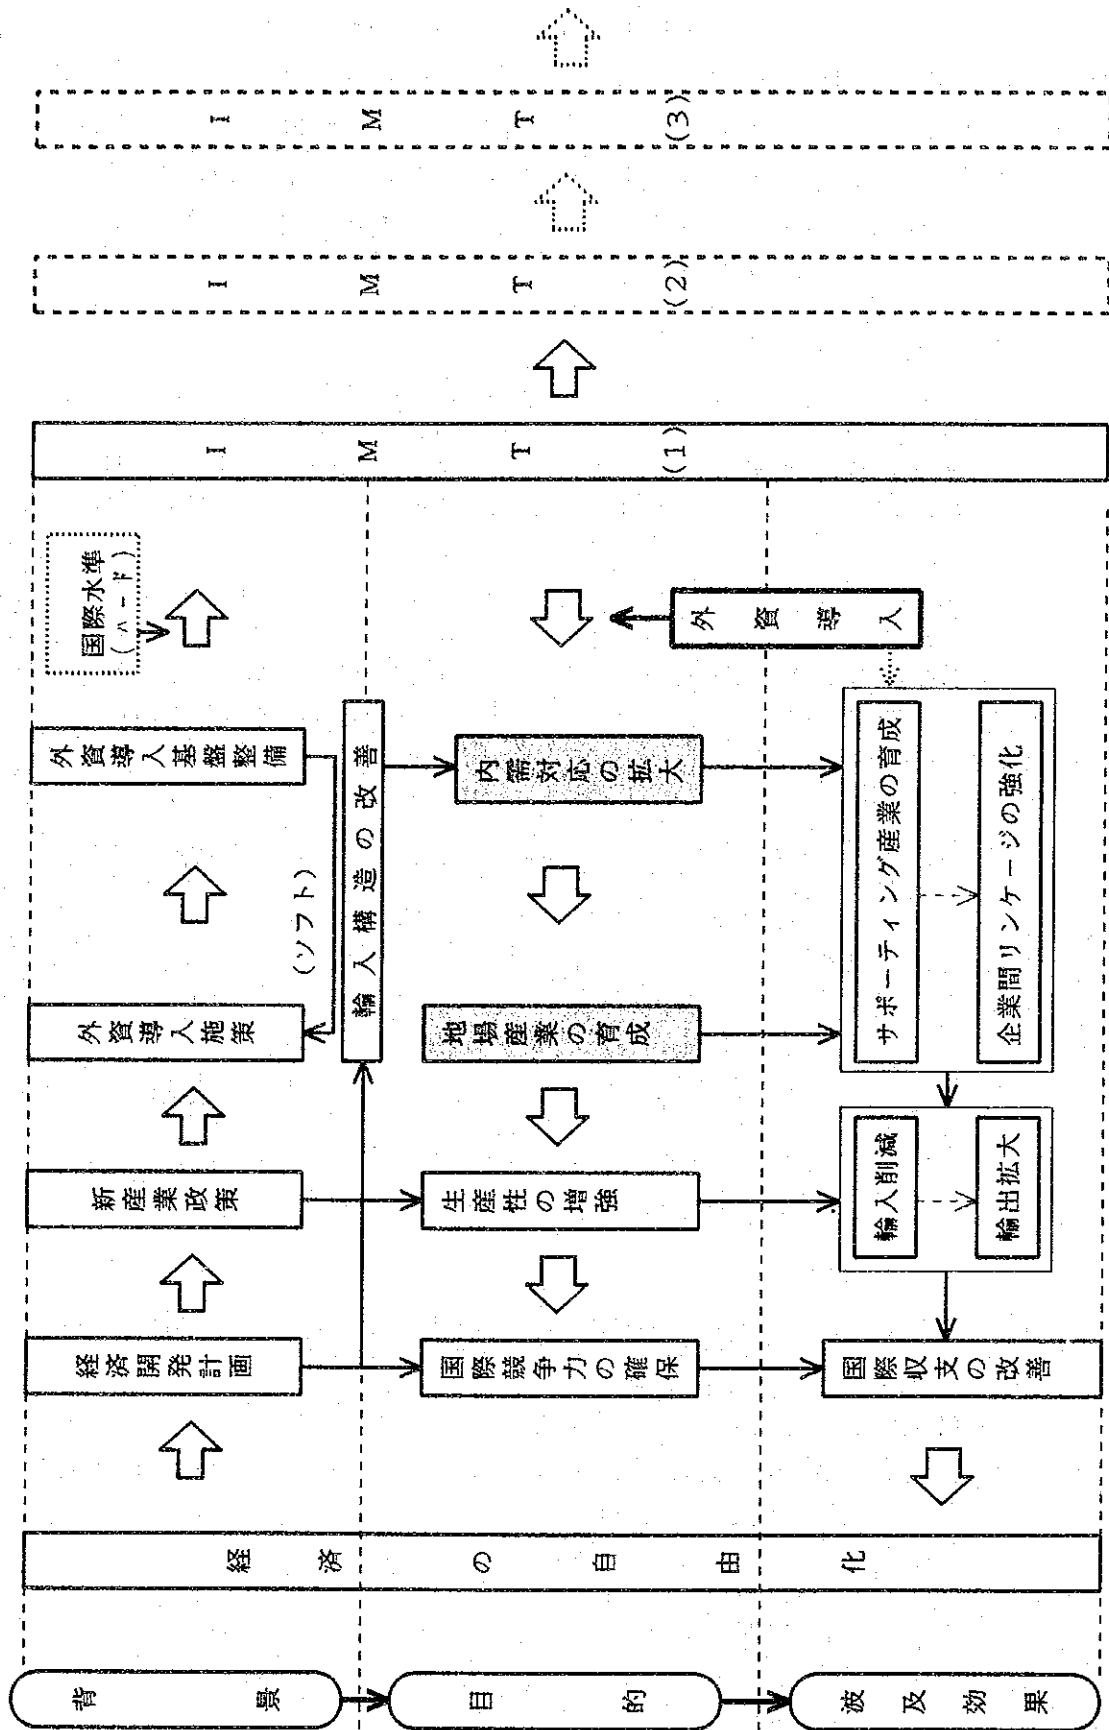 背景
目的
波及効果
経済の自由化
経済開発計画
新産業政策
外資導入施策
外資導入基盤整備
国際水準
(ハード)
(ソフト)
輸入構造の改善
国際競争力の確保
生産性の増強
地場産業の育成
内需対応の拡大
外資導入
国際収支の改善
輸入削減
輸出拡大
サポーティング産業の育成
企業間リンケージの強化
IMT(1)
IMT(2)
IMT(3)